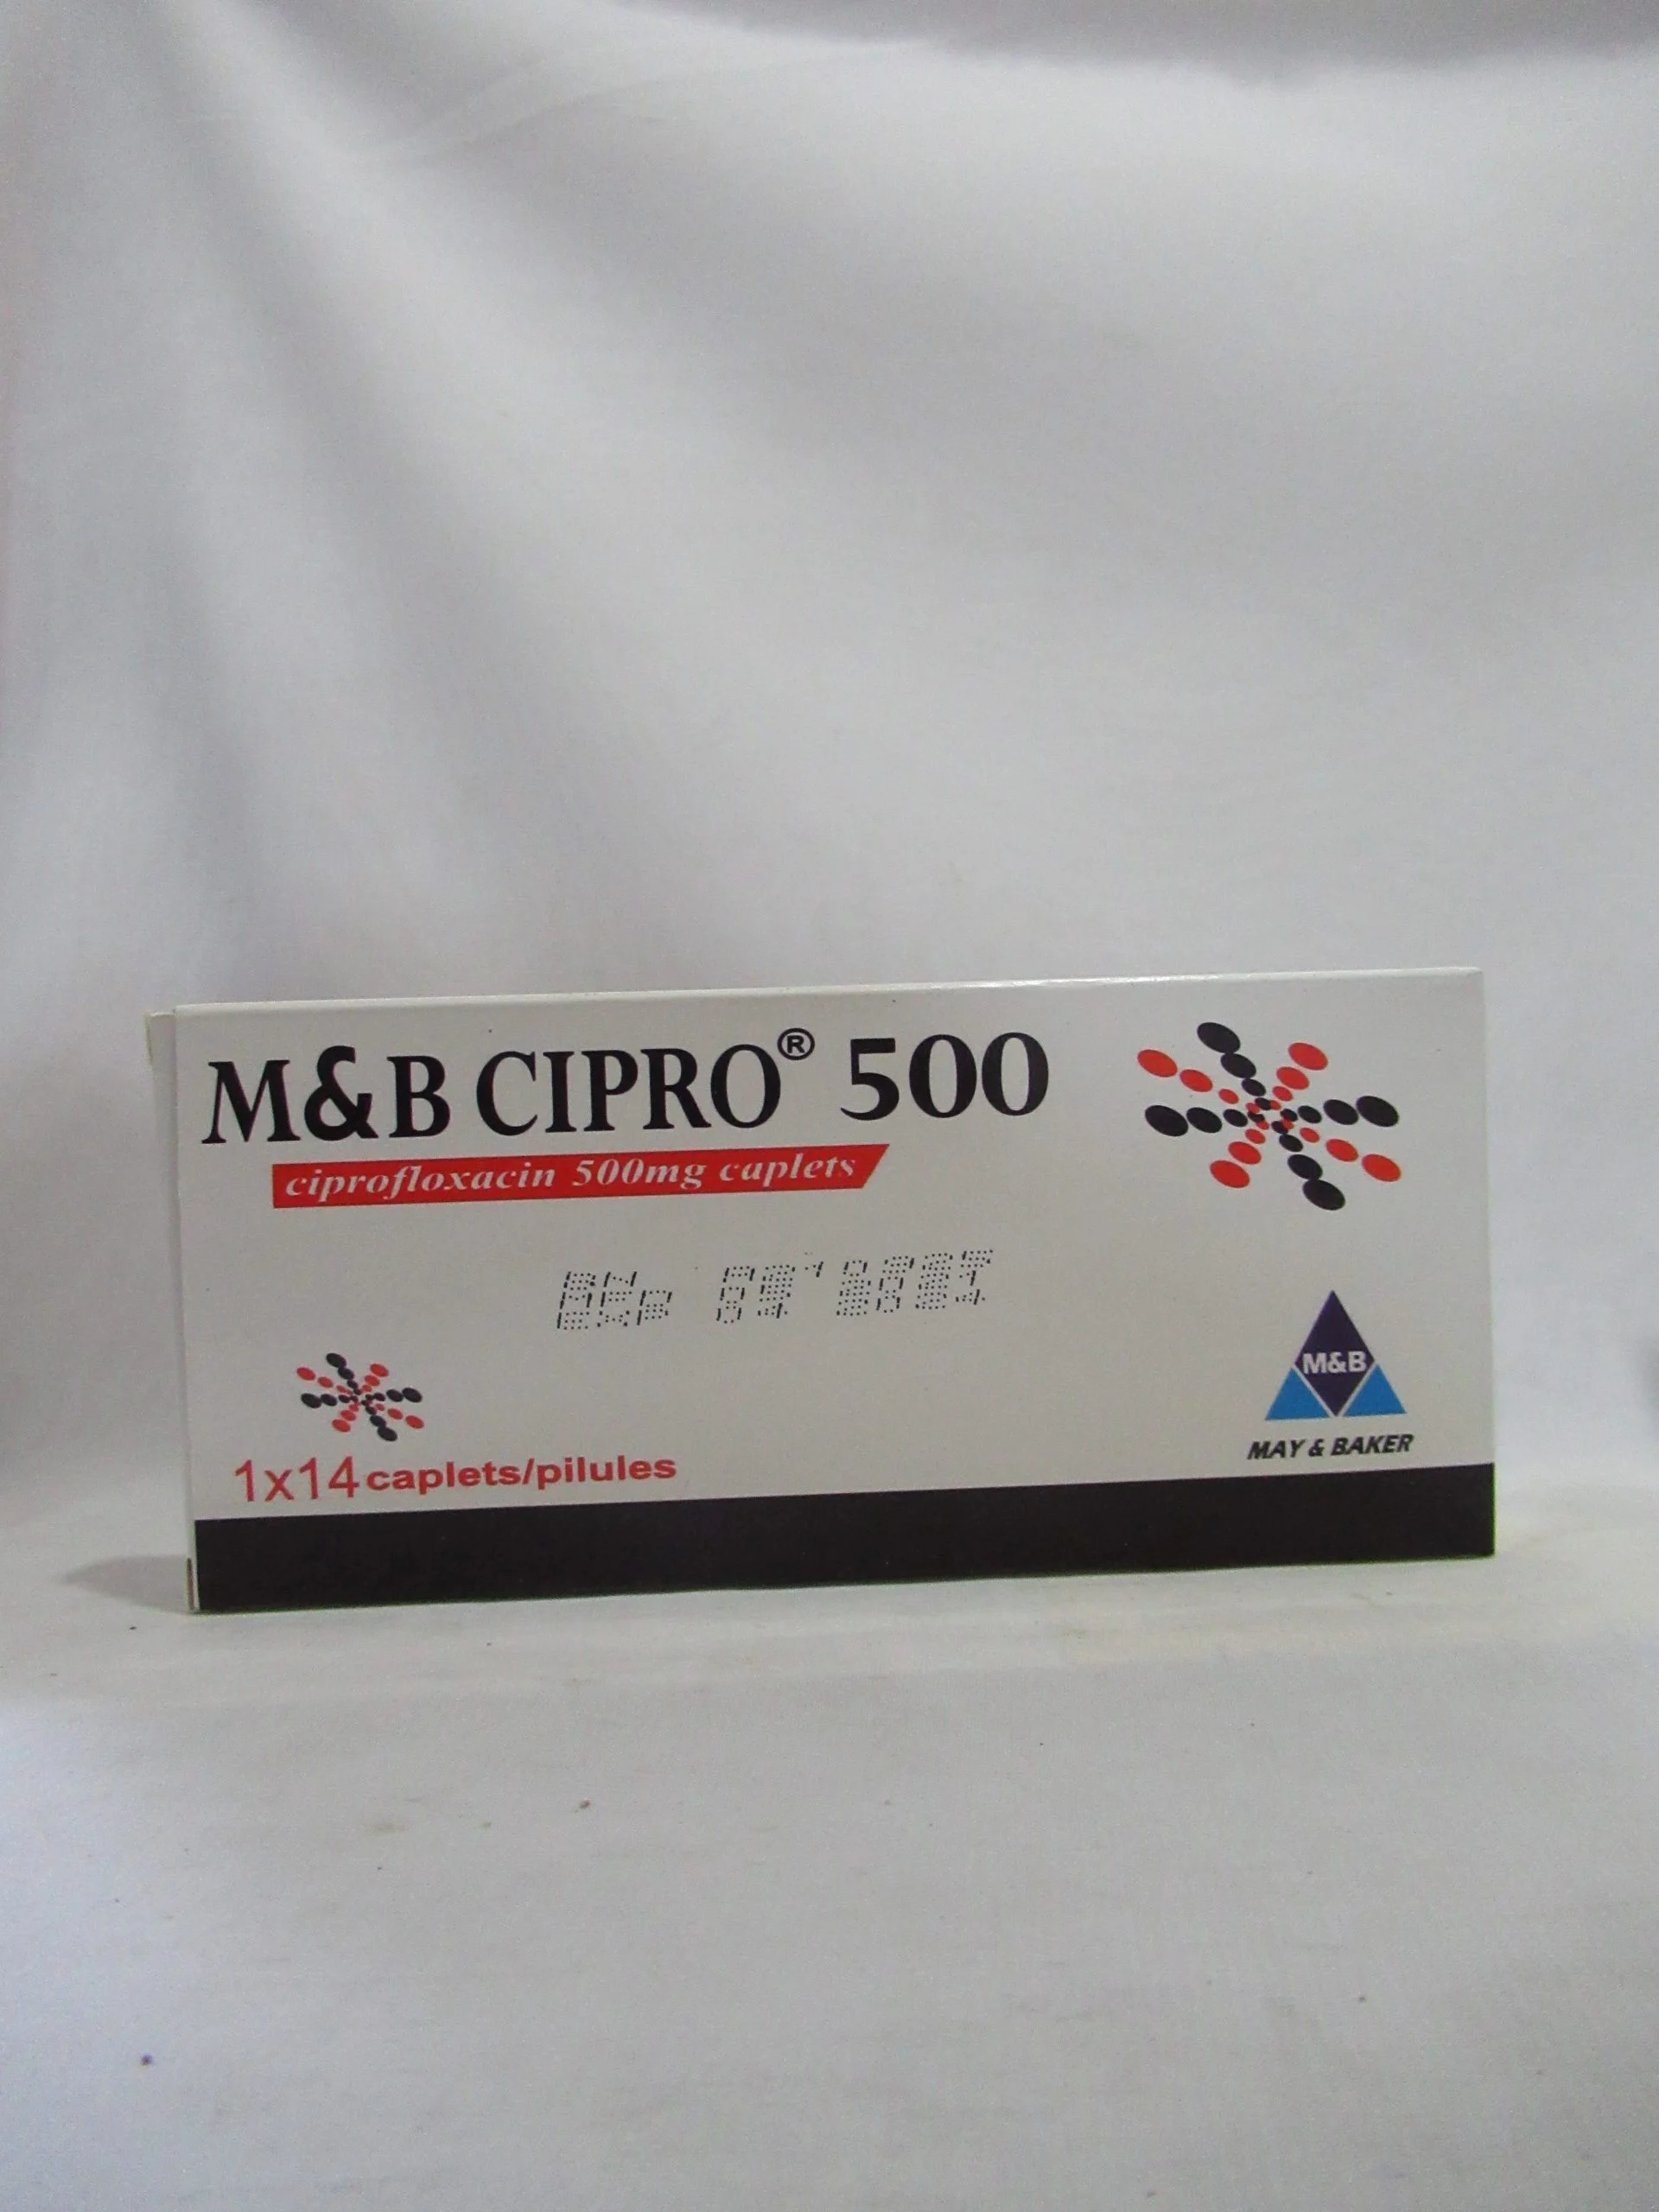 M&B CIPRO® 500
ciprofloxacin 500mg caplets
M&B
MAY & BAKER
1x14 caplets/pilules